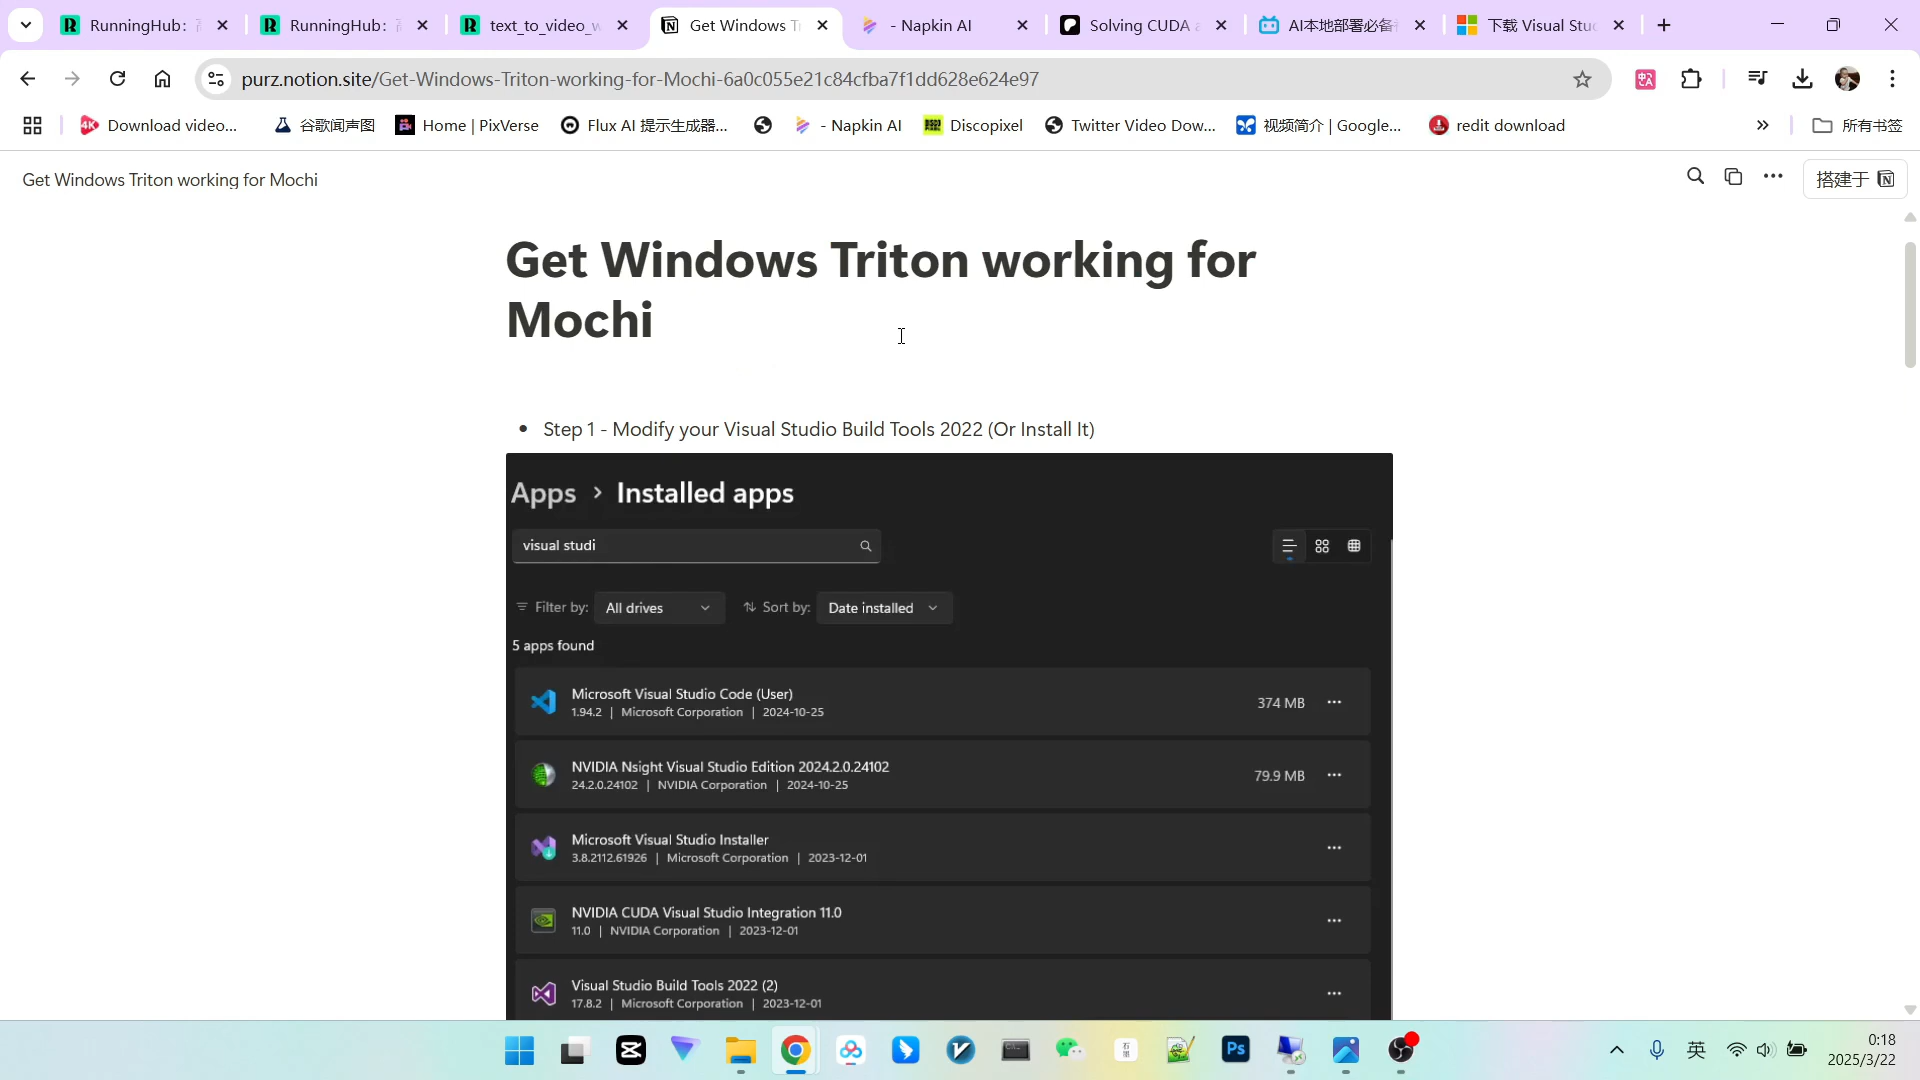 RunningHub:
RunningHub:
text_to_video_w
Get Windows T
- Napkin AI
Solving CUDA a
AI本地部署必备
下载 Visual Stu
purz.notion.site/Get-Windows-Triton-working-for-Mochi-6a0c055e21c84cfba7f1dd628e624e97
Download video...
谷歌闻声图
Home | PixVerse
Flux AI 提示生成器...
- Napkin AI
Discopixel
Twitter Video Dow...
视频简介 | Google...
redit download
所有书签
Get Windows Triton working for Mochi
搭建于
Get Windows Triton working for
Mochi
• Step 1 - Modify your Visual Studio Build Tools 2022 (Or Install It)
Apps > Installed apps
visual studi
Filter by: All drives
Sort by: Date installed
5 apps found
Microsoft Visual Studio Code (User)
1.94.2 | Microsoft Corporation | 2024-10-25
374 MB
NVIDIA Nsight Visual Studio Edition 2024.2.0.24102
24.2.0.24102 | NVIDIA Corporation | 2024-10-25
79.9 MB
Microsoft Visual Studio Installer
3.8.2112.61926 | Microsoft Corporation | 2023-12-01
NVIDIA CUDA Visual Studio Integration 11.0
11.0 | NVIDIA Corporation | 2023-12-01
Visual Studio Build Tools 2022 (2)
17.8.2 | Microsoft Corporation | 2023-12-01
Ps
英
0:18
2025/3/22